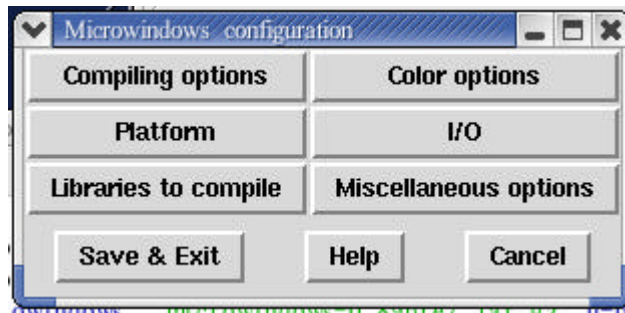 Microwindows configuration
Compiling options
Color options
Platform
I/O
Libraries to compile
Miscellaneous options
Save & Exit
Help
Cancel